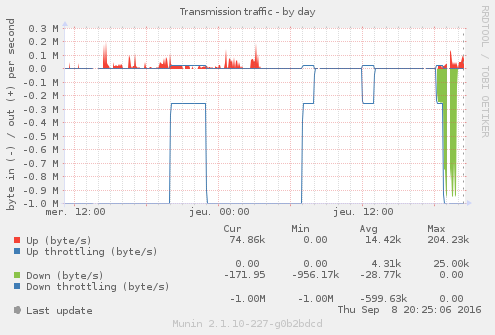 Transmission traffic - by day
RRDTOOL / TOBI OETIKER
byte in (-) / out (+) per second
0.3 M
0.2 M
0.1 M
0.0
-0.1 M
-0.2 M
-0.3 M
-0.4 M
-0.5 M
-0.6 M
-0.7 M
-0.8 M
-0.9 M
-1.0 M
mer. 12:00 jeu. 00:00 jeu. 12:00
Cur Min Avg Max
Up (byte/s) 74.86k 0.00 14.42k 204.23k
Up throttling (byte/s)
0.00 0.00 4.31k 25.00k
Down (byte/s) -171.95 -956.17k -28.77k 0.00
Down throttling (byte/s)
-1.00M -1.00M -599.63k 0.00
Last update Thu Sep 8 20:25:06 2016
Munin 2.1.10-227-g0b2bdcd